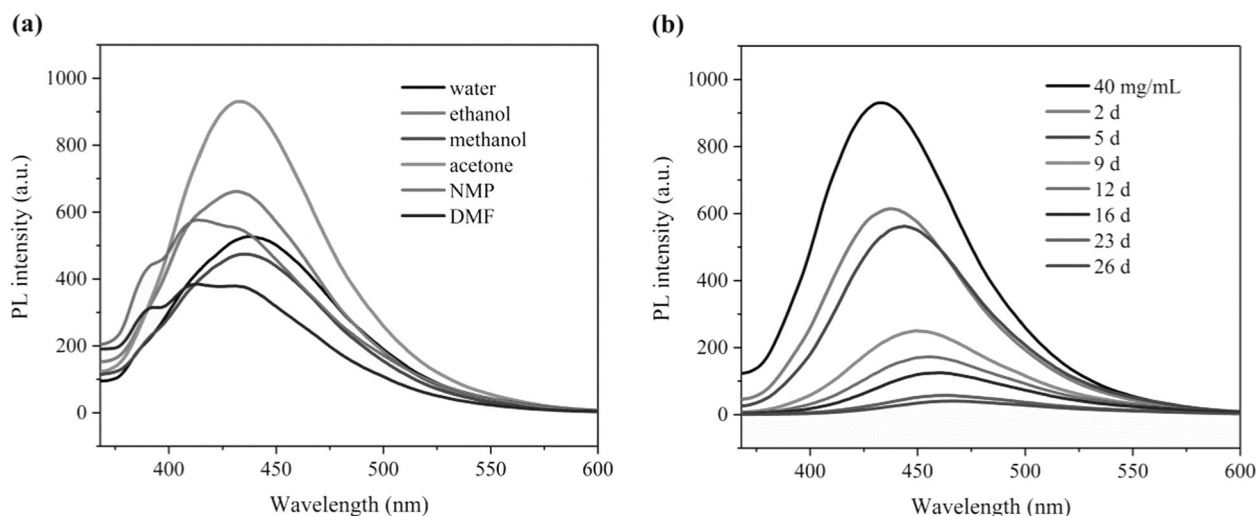 (a)
PL intensity (a.u.)
1000
800
600
400
200
0
water
ethanol
methanol
acetone
NMP
DMF
400
450
500
550
600
Wavelength (nm)
(b)
PL intensity (a.u.)
1000
800
600
400
200
0
40 mg/mL
2 d
5 d
9 d
12 d
16 d
23 d
26 d
400
450
500
550
600
Wavelength (nm)